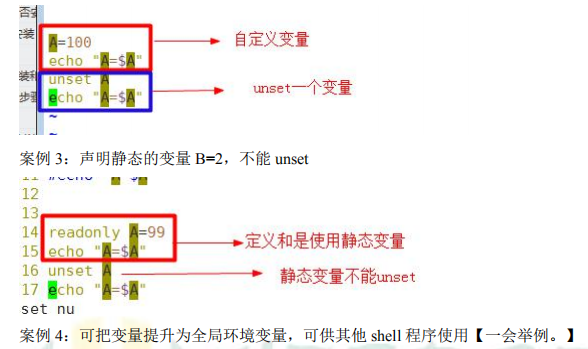 否安
安装
A=100
自定义变量
echo "A=$A"
装和
unset A
unset一个变量
步骤
echo "A=$A"
~
~
案例 3：声明静态的变量 B=2，不能 unset
11 #echo "A=$A"
12
13
14 readonly A=99
定义和是使用静态变量
15 echo "A=$A"
16 unset A
静态变量不能unset
17 echo "A=$A"
set nu
案例 4：可把变量提升为全局环境变量，可供其他 shell 程序使用【一会举例。】